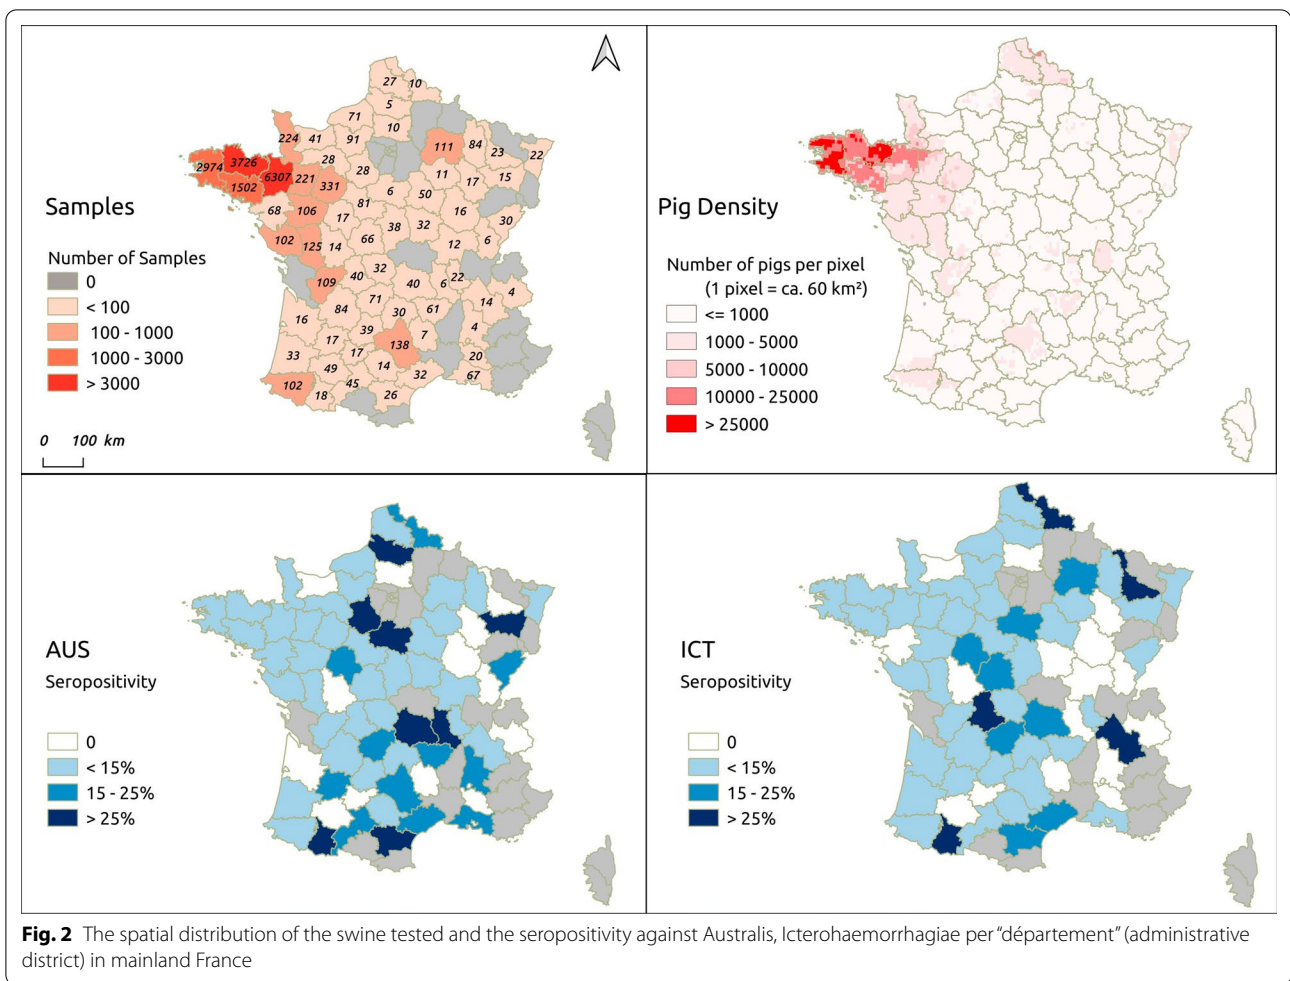 27 10
5
71
10
224 41 91 111 84 23 22
28
2974 3726 6307 221 331 28 11 17 15
1502 6 50
68 106 81 16 30
17 38 32
102 125 14 66 12 6
109 40 32 40 6 22 4
84 71 30 61 14
16 39 7 4
17 138
33 17 20
49 14 32 67
102 45
18 26
Samples
Number of Samples
0
< 100
100 - 1000
1000 - 3000
> 3000
0 100 km
Pig Density
Number of pigs per pixel
(1 pixel = ca. 60 km²)
<= 1000
1000 - 5000
5000 - 10000
10000 - 25000
> 25000
AUS
Seropositivity
0
< 15%
15 - 25%
> 25%
ICT
Seropositivity
0
< 15%
15 - 25%
> 25%
Fig. 2 The spatial distribution of the swine tested and the seropositivity against Australis, Icterohaemorrhagiae per “département” (administrative
district) in mainland France